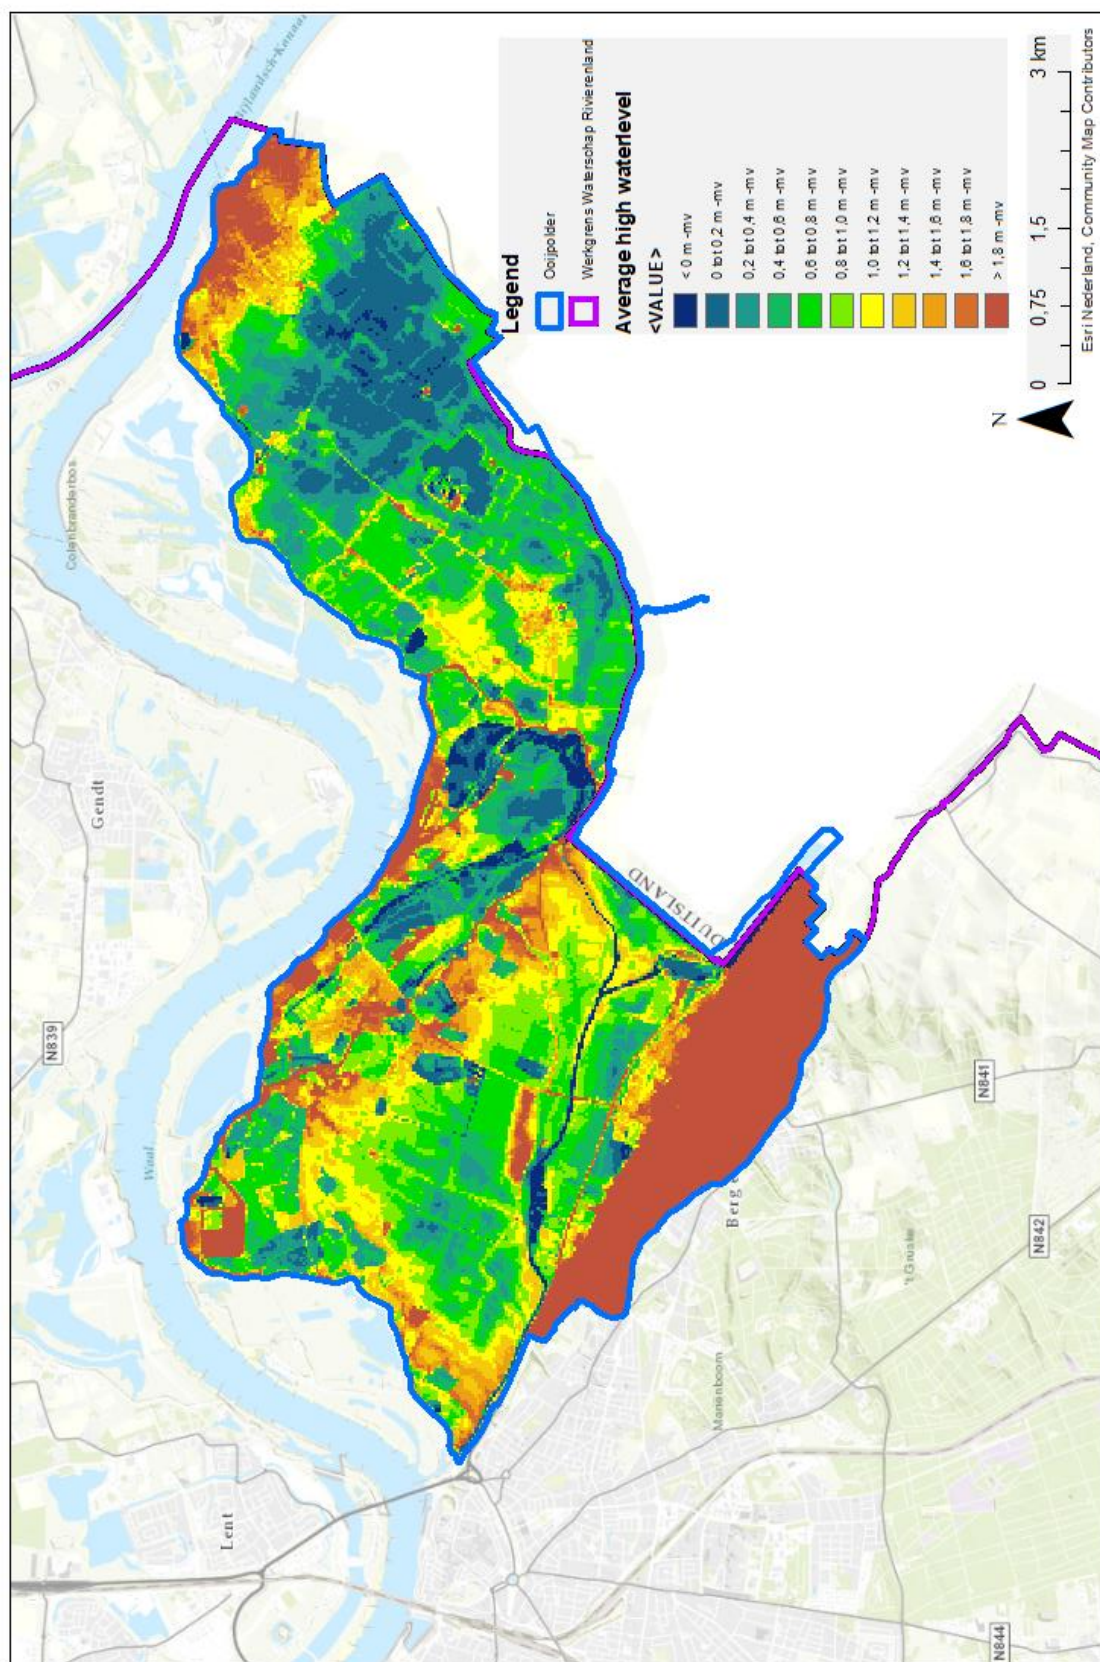 Legend
Ooijpolder
Werkgrens Waterschap Rivierenland
Average high waterlevel
<VALUE>
< 0 m -mv
0 tot 0,2 m -mv
0,2 tot 0,4 m -mv
0,4 tot 0,6 m -mv
0,6 tot 0,8 m -mv
0,8 tot 1,0 m -mv
1,0 tot 1,2 m -mv
1,2 tot 1,4 m -mv
1,4 tot 1,6 m -mv
1,6 tot 1,8 m -mv
> 1,8 m -mv
N
0 0,75 1,5 3 km
Esri Nederland, Community Map Contributors
Lent
Waal
N839
Gendt
Colenbranderbos
DUITSLAND
Berg e
Marienboom
't Gruuske
N841
N842
N844